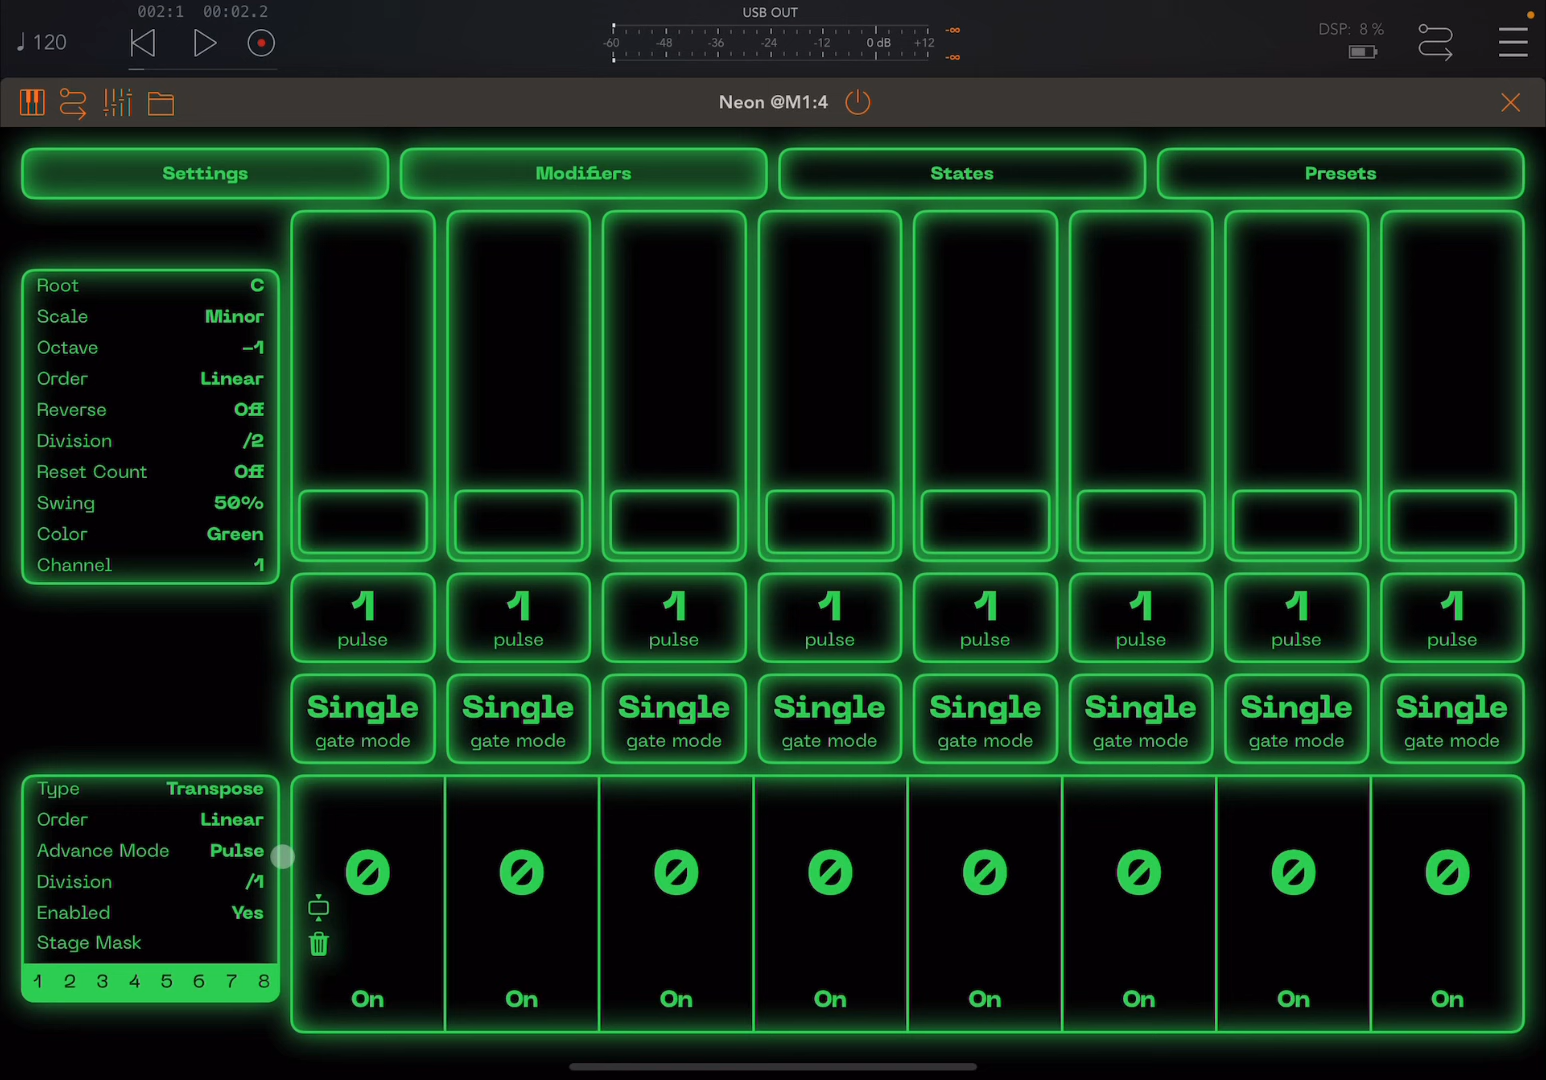 002:1 00:02.2
USB OUT
120
-60 -48 -36 -24 -12 0 dB +12
-∞
-∞
DSP: 8 %
Neon @M1:4
Settings Modifiers States Presets
Root C
Scale Minor
Octave -1
Order Linear
Reverse Off
Division /2
Reset Count Off
Swing 50%
Color Green
Channel 1
1 1 1 1 1 1 1 1
pulse pulse pulse pulse pulse pulse pulse pulse
Single Single Single Single Single Single Single Single
gate mode gate mode gate mode gate mode gate mode gate mode gate mode gate mode
Type Transpose
Order Linear
Advance Mode Pulse
Division /1
Enabled Yes
Stage Mask
1 2 3 4 5 6 7 8
0 0 0 0 0 0 0 0
On On On On On On On On